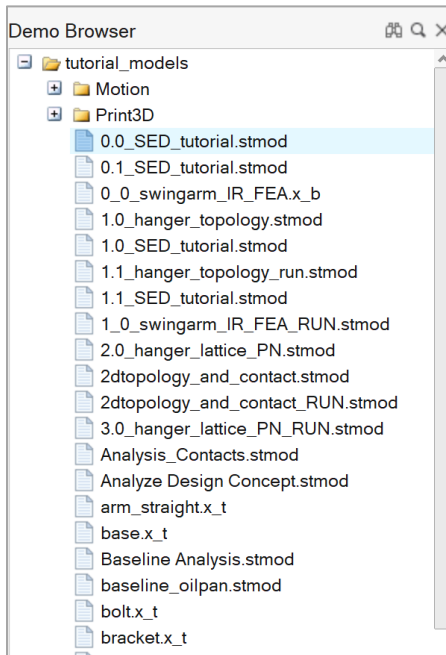 Demo Browser
tutorial_models
Motion
Print3D
0.0_SED_tutorial.stmod
0.1_SED_tutorial.stmod
0_0_swingarm_IR_FEA.x_b
1.0_hanger_topology.stmod
1.0_SED_tutorial.stmod
1.1_hanger_topology_run.stmod
1.1_SED_tutorial.stmod
1_0_swingarm_IR_FEA_RUN.stmod
2.0_hanger_lattice_PN.stmod
2dtopology_and_contact.stmod
2dtopology_and_contact_RUN.stmod
3.0_hanger_lattice_PN_RUN.stmod
Analysis_Contacts.stmod
Analyze Design Concept.stmod
arm_straight.x_t
base.x_t
Baseline Analysis.stmod
baseline_oilpan.stmod
bolt.x_t
bracket.x_t